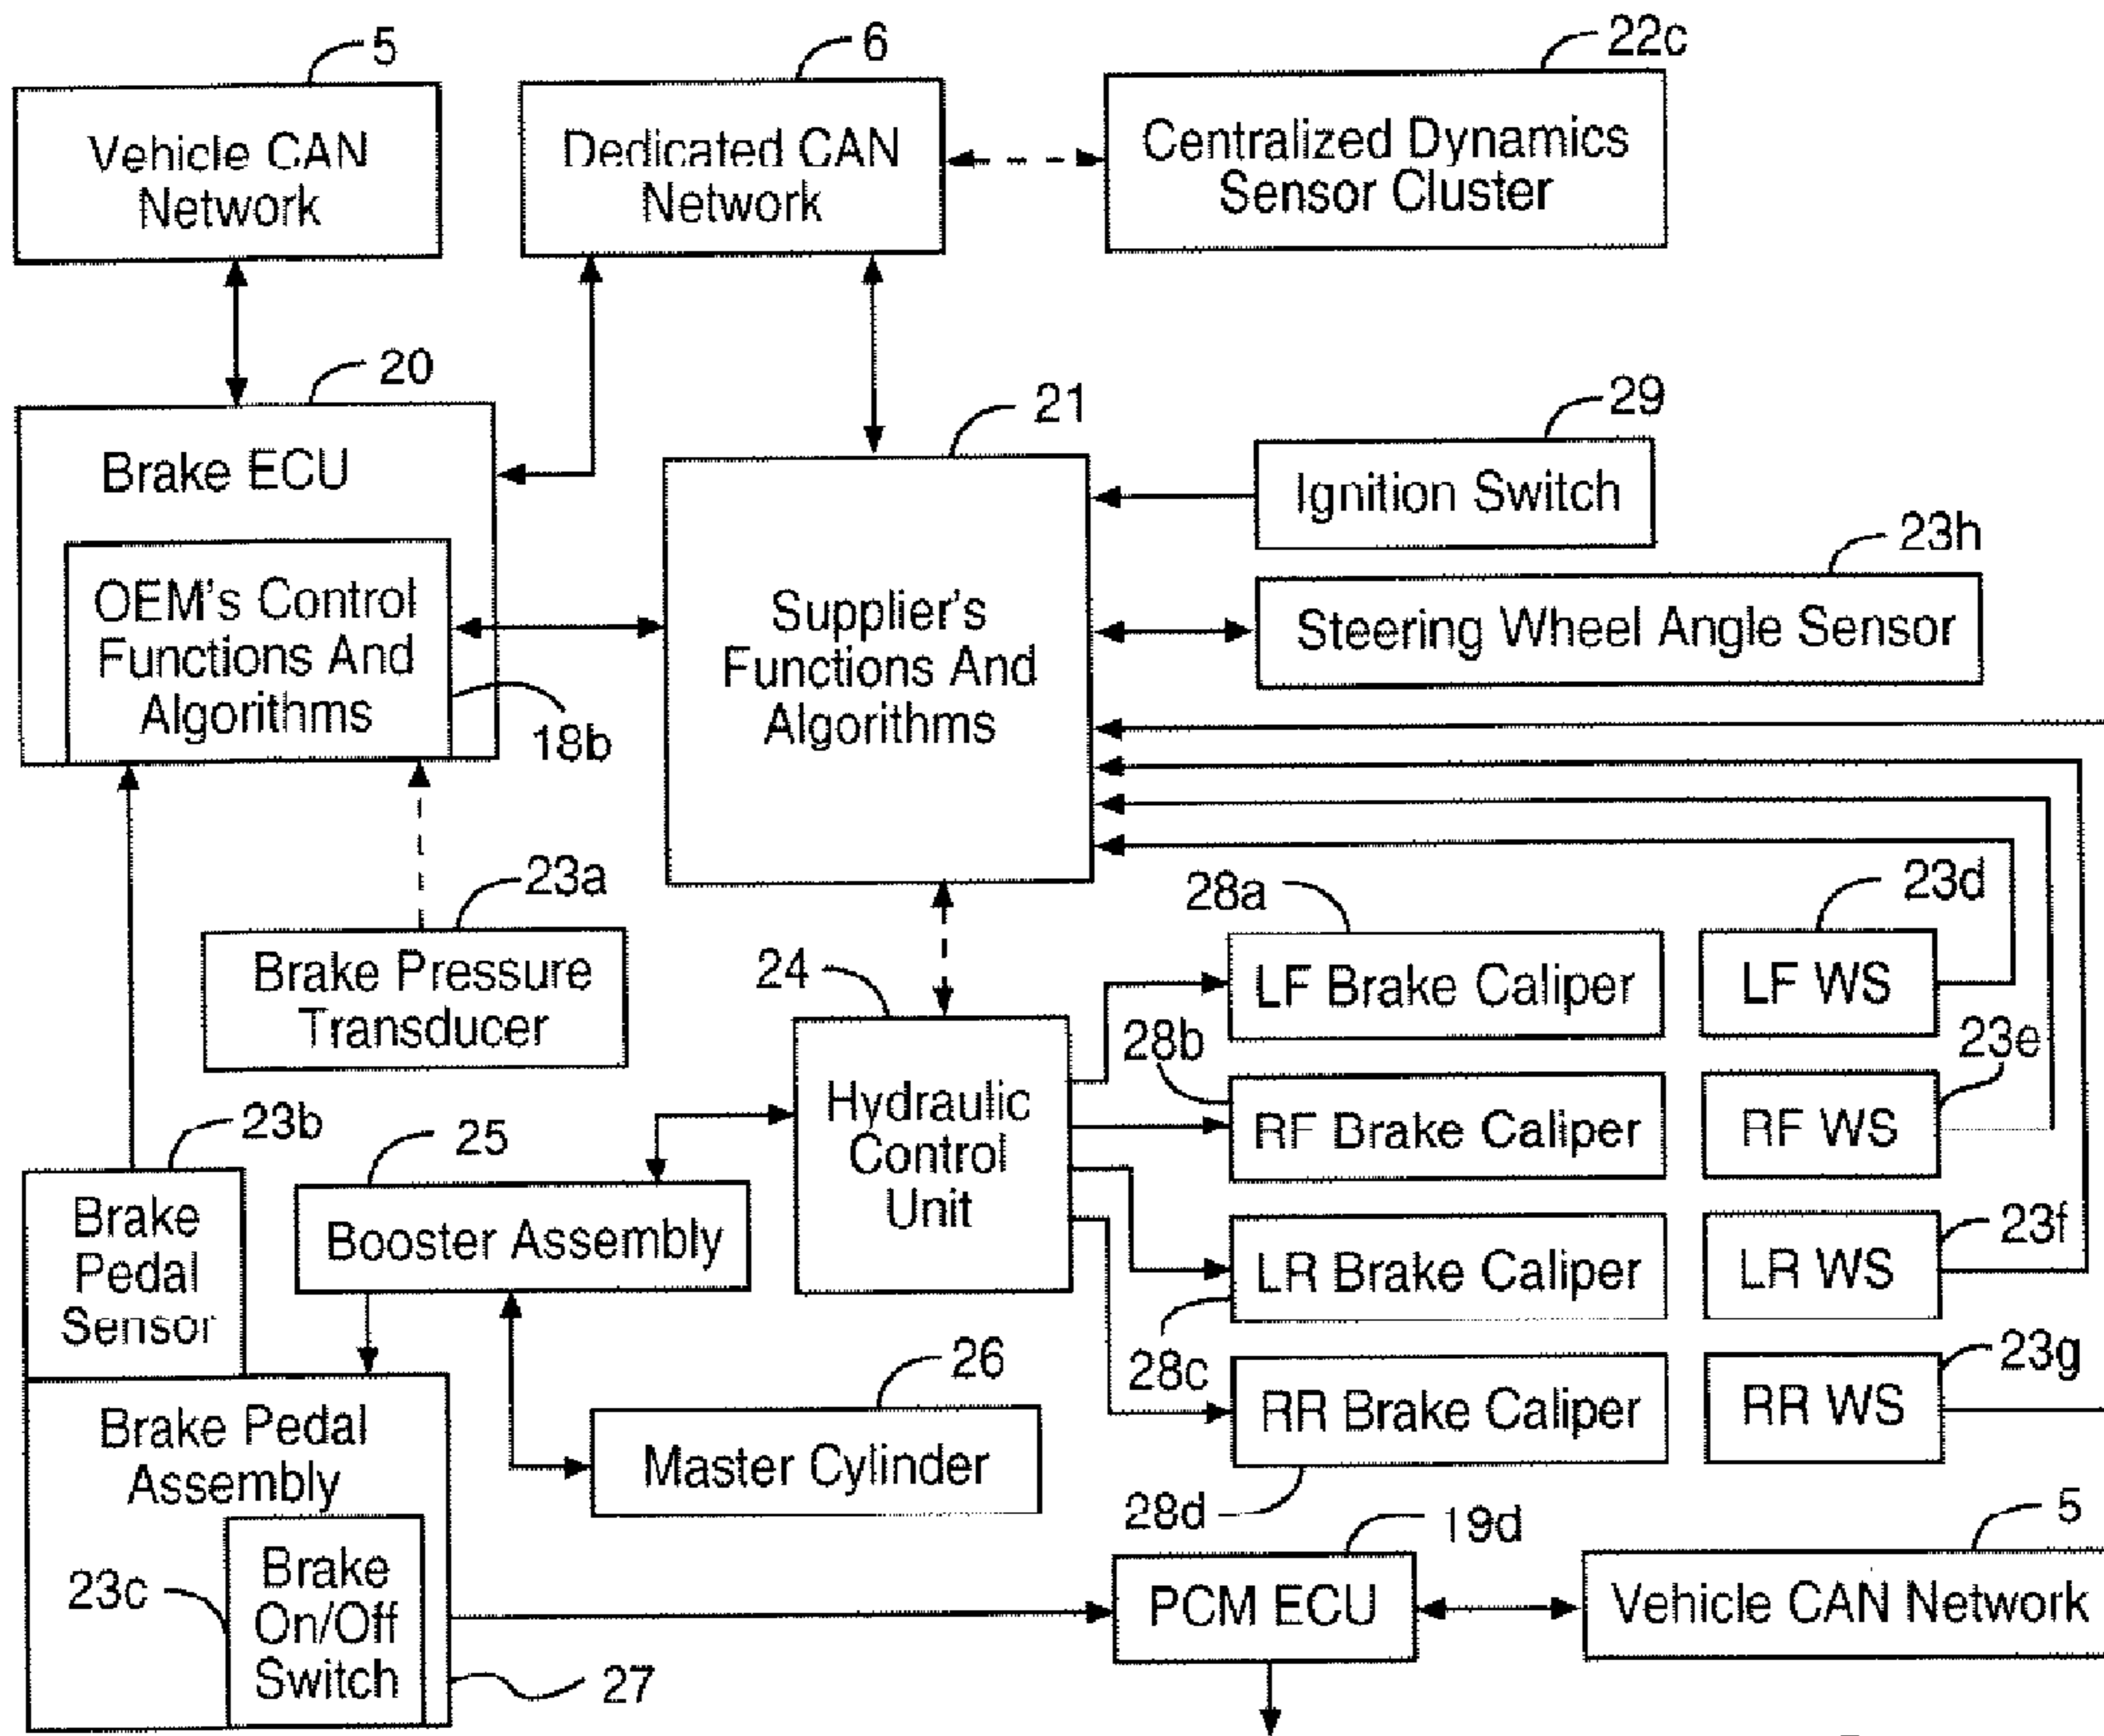 5
6
22c
Vehicle CAN
Network
Dedicated CAN
Network
Centralized Dynamics
Sensor Cluster
20
21
29
Brake ECU
Ignition Switch
23h
OEM's Control
Functions And
Algorithms
18b
Supplier's
Functions And
Algorithms
Steering Wheel Angle Sensor
23a
Brake Pressure
Transducer
28a
23d
24
LF Brake Caliper
LF WS
28b
23e
Hydraulic
Control
Unit
RF Brake Caliper
RF WS
23b
25
Brake
Pedal
Sensor
Booster Assembly
23f
LR Brake Caliper
LR WS
28c
26
23g
RR Brake Caliper
RR WS
28d
Brake Pedal
Assembly
Master Cylinder
19d
5
23c
Brake
On/Off
Switch
27
PCM ECU
Vehicle CAN Network